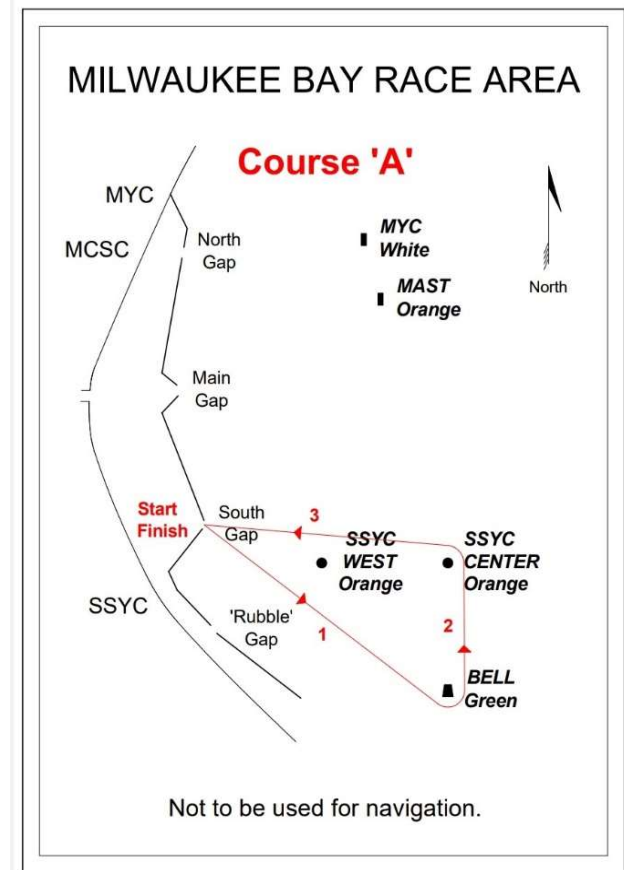 MILWAUKEE BAY RACE AREA
Course 'A'
MYC
MCSC
North
Gap
MYC
White
MAST
Orange
North
Main
Gap
Start
Finish
South
Gap
3
SSYC
WEST
Orange
SSYC
CENTER
Orange
SSYC
'Rubble'
Gap
1
2
BELL
Green
Not to be used for navigation.